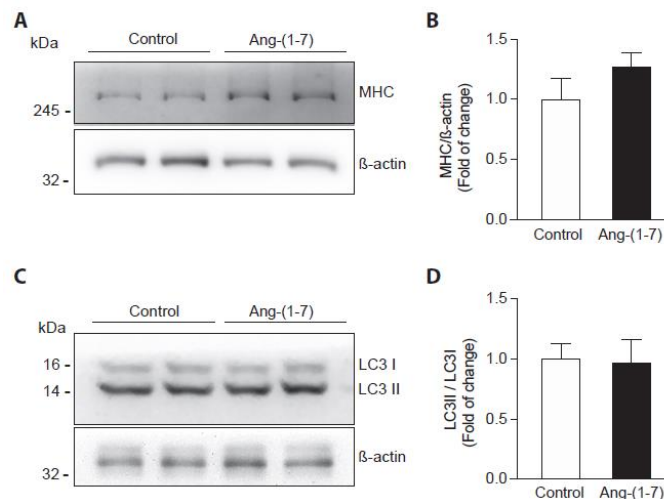 A
kDa
Control Ang-(1-7)
MHC
245 -
ß-actin
32 -
B
1.5
1.0
0.5
0.0
MHC/ß-actin
(Fold of change)
Control Ang-(1-7)
C
kDa
Control Ang-(1-7)
16 - LC3 I
14 - LC3 II
ß-actin
32 -
D
1.5
1.0
0.5
0.0
LC3II / LC3I
(Fold of change)
Control Ang-(1-7)